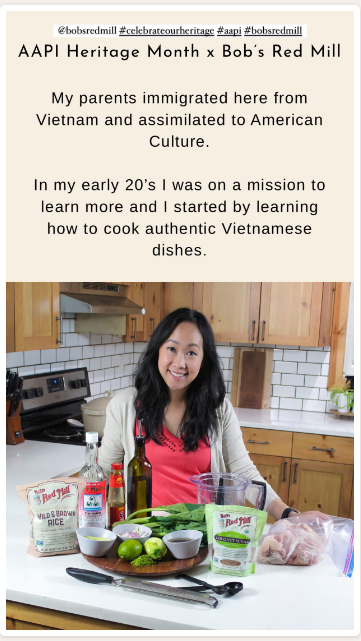 @bobsredmill #celebrateourheritage #aapi #bobsredmill
AAPI Heritage Month x Bob's Red Mill
My parents immigrated here from
Vietnam and assimilated to American
Culture.
In my early 20's I was on a mission to
learn more and I started by learning
how to cook authentic Vietnamese
dishes.
Bob's
Red Mill
WILD & BROWN
RICE
Bob's
Red Mill
COCONUT SUGAR